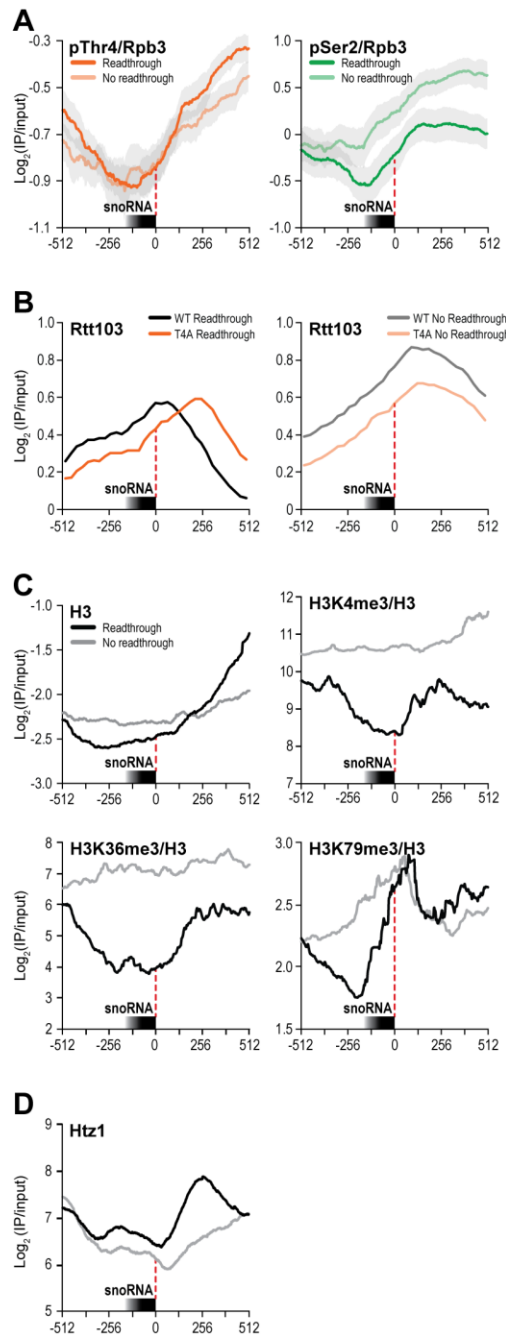 A
pThr4/Rpb3
Readthrough
No readthrough
Log2(IP/input)
-0.3
-0.5
-0.7
-0.9
-1.1
snoRNA
-512 -256 0 256 512
pSer2/Rpb3
Readthrough
No readthrough
1.0
0.5
0
-0.5
-1.0
snoRNA
-512 -256 0 256 512
B
Rtt103
WT Readthrough
T4A Readthrough
Log2(IP/input)
1.0
0.8
0.6
0.4
0.2
0
snoRNA
-512 -256 0 256 512
Rtt103
WT No Readthrough
T4A No Readthrough
1.0
0.8
0.6
0.4
0.2
0
snoRNA
-512 -256 0 256 512
C
H3
Readthrough
No readthrough
Log2(IP/input)
-1.0
-1.5
-2.0
-2.5
-3.0
snoRNA
-512 -256 0 256 512
H3K4me3/H3
12
11
10
9
8
7
snoRNA
-512 -256 0 256 512
H3K36me3/H3
Log2(IP/input)
8
7
6
5
4
3
2
snoRNA
-512 -256 0 256 512
H3K79me3/H3
3.0
2.5
2.0
1.5
snoRNA
-512 -256 0 256 512
D
Htz1
Log2(IP/input)
9
8
7
6
5
snoRNA
-512 -256 0 256 512